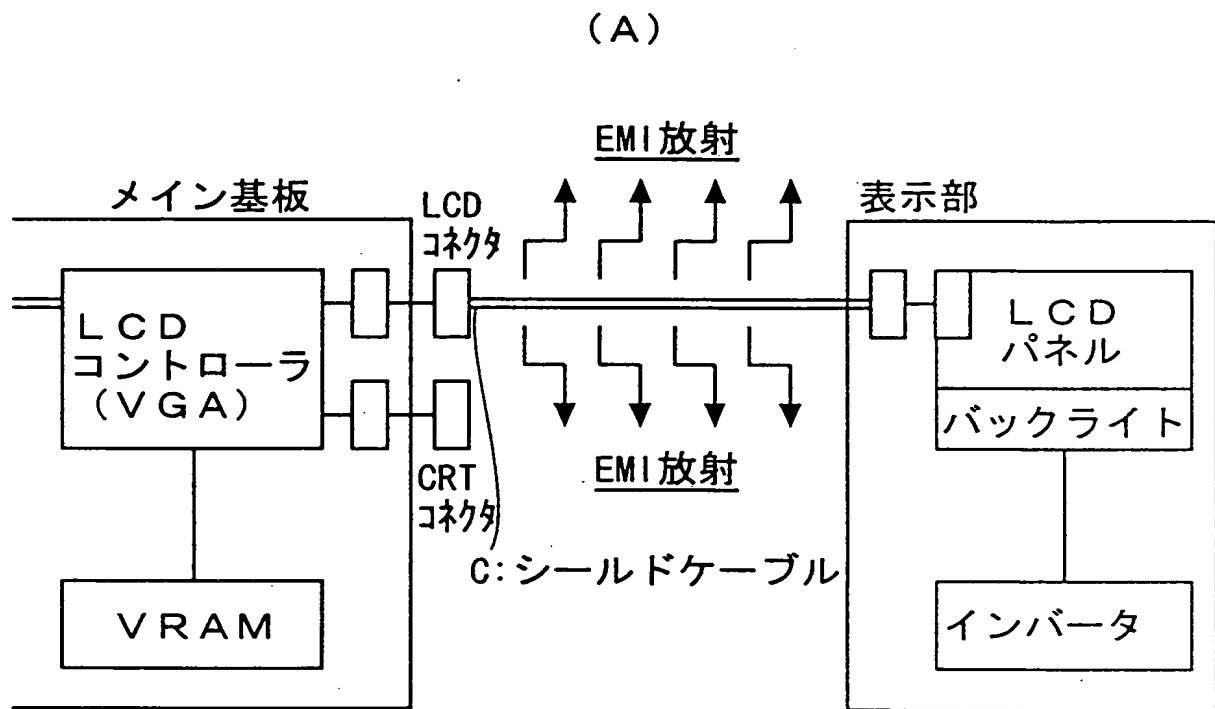 (A)
EMI放射
メイン基板
LCD
コネクタ
表示部
LCD
コントローラ
(VGA)
LCD
パネル
バックライト
EMI放射
CRT
コネクタ
C:シールドケーブル
VRAM
インバータ